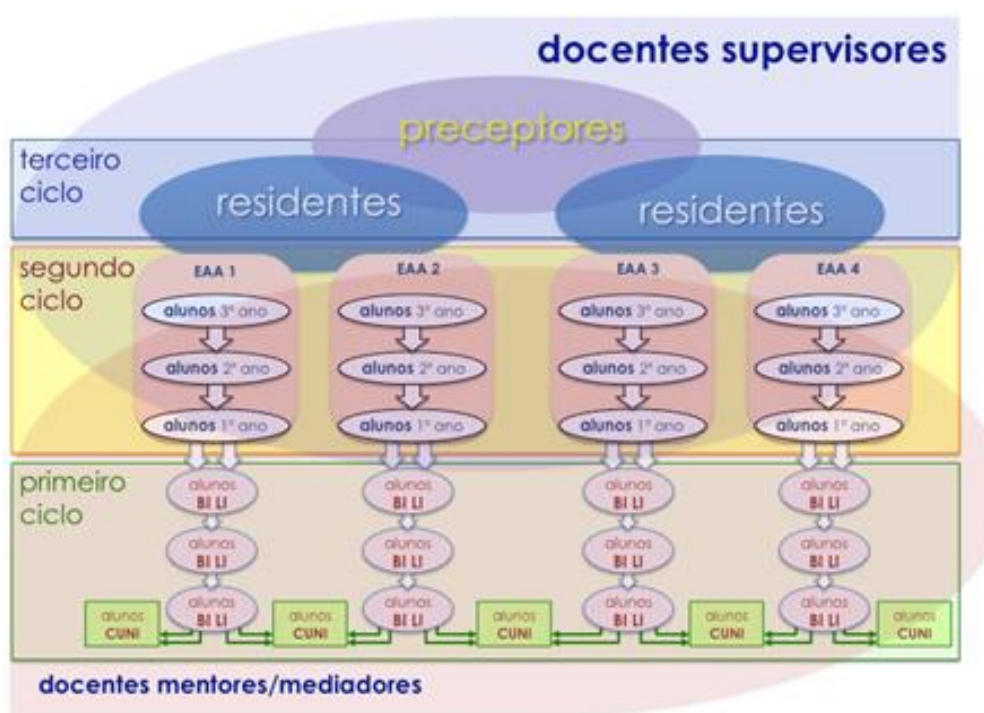 docentes supervisores
preceptores
terceiro
ciclo
residentes
residentes
segundo
ciclo
EAA 1
EAA 2
EAA 3
EAA 4
alunos 3º ano
alunos 3º ano
alunos 3º ano
alunos 3º ano
alunos 2º ano
alunos 2º ano
alunos 2º ano
alunos 2º ano
alunos 1º ano
alunos 1º ano
alunos 1º ano
alunos 1º ano
primeiro
ciclo
alunos
BI LI
alunos
BI LI
alunos
BI LI
alunos
BI LI
alunos
BI LI
alunos
BI LI
alunos
BI LI
alunos
BI LI
alunos
CUNI
alunos
BI LI
alunos
CUNI
alunos
BI LI
alunos
CUNI
alunos
BI LI
alunos
CUNI
alunos
BI LI
alunos
CUNI
docentes mentores/mediadores